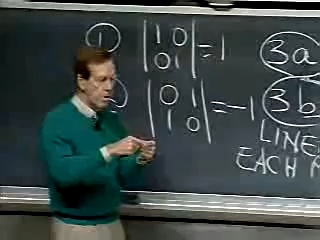 ① |1 0| = 1 3a
|0 1|
|0 1| = -1 3b
|1 0|
LINE
EACH